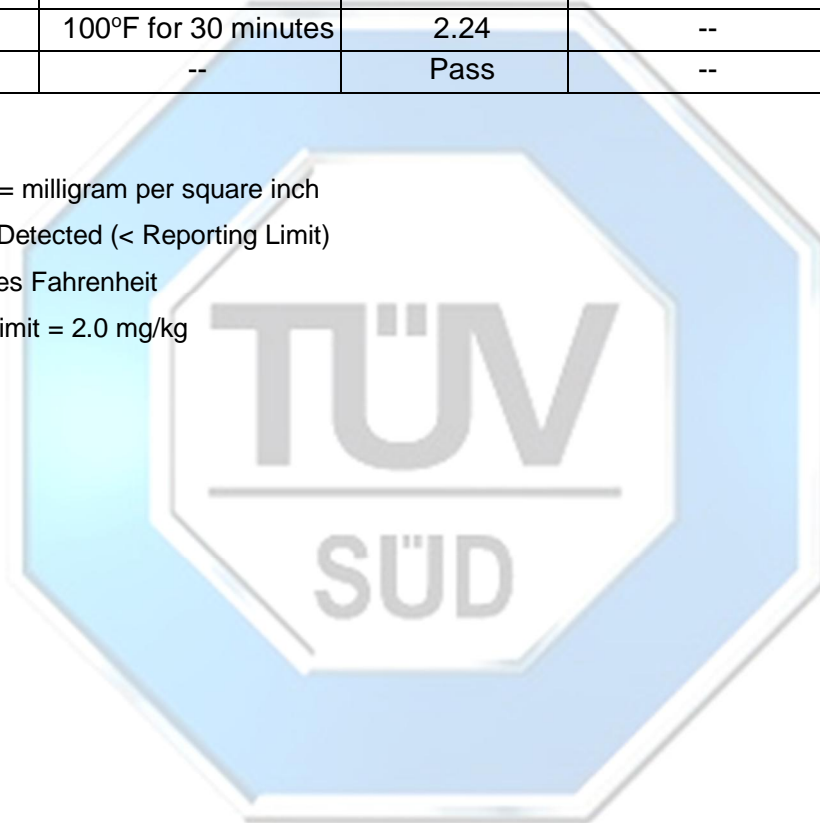 100ºF for 30 minutes 2.24 --
-- Pass --
= milligram per square inch
Detected (< Reporting Limit)
es Fahrenheit
imit = 2.0 mg/kg
TÜV
SÜD